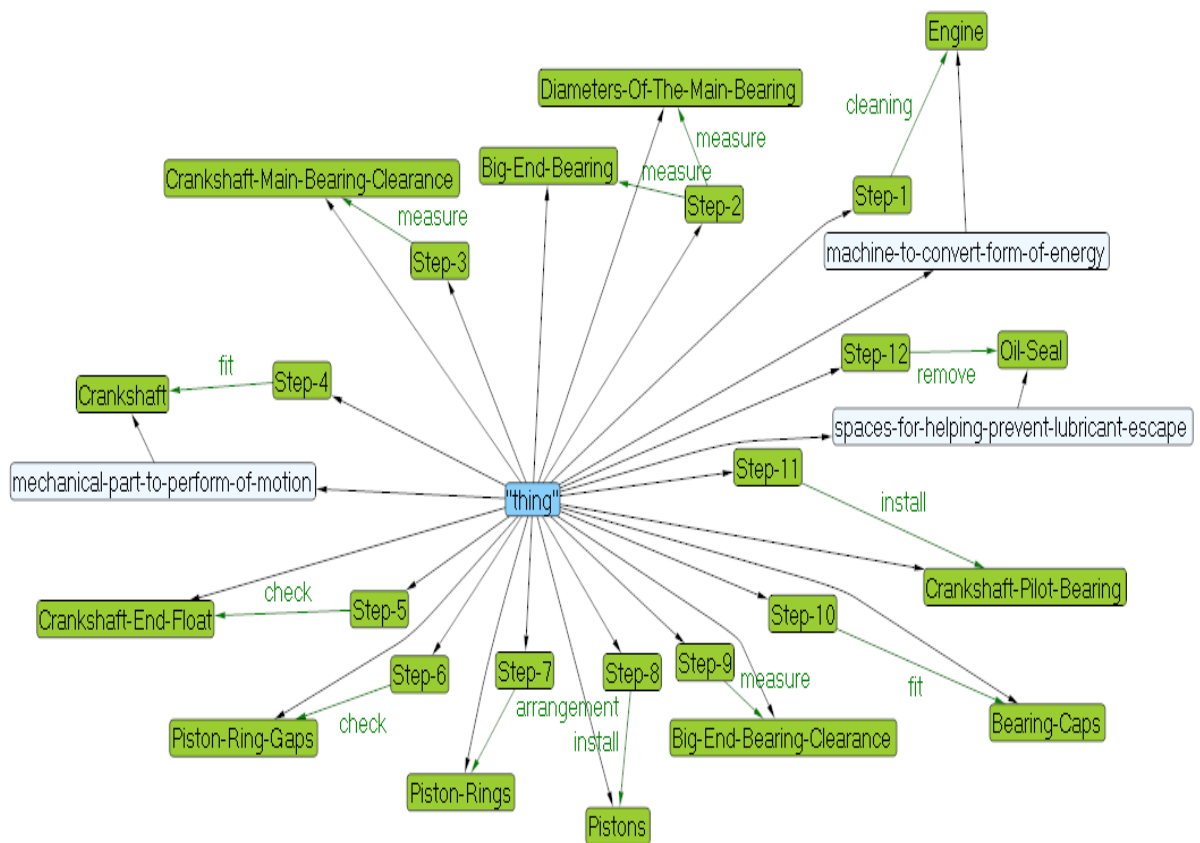 Engine
Diameters-Of-The-Main-Bearing
cleaning
measure
Big-End-Bearing
measure
Crankshaft-Main-Bearing-Clearance
Step-1
Step-2
measure
machine-to-convert-form-of-energy
Step-3
Step-12
Oil-Seal
fit
remove
Step-4
Crankshaft
spaces-for-helping-prevent-lubricant-escape
Step-11
mechanical-part-to-perform-of-motion
"thing"
install
Crankshaft-Pilot-Bearing
check
Step-5
Crankshaft-End-Float
Step-10
Step-6
Step-7
Step-8
Step-9
measure
fit
arrangement
check
install
Piston-Ring-Gaps
Big-End-Bearing-Clearance
Bearing-Caps
Piston-Rings
Pistons